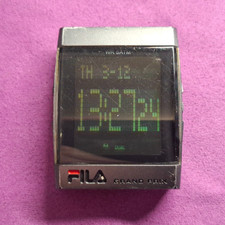 TH 3-12
13:27 24
FILA
GRAND PRIX